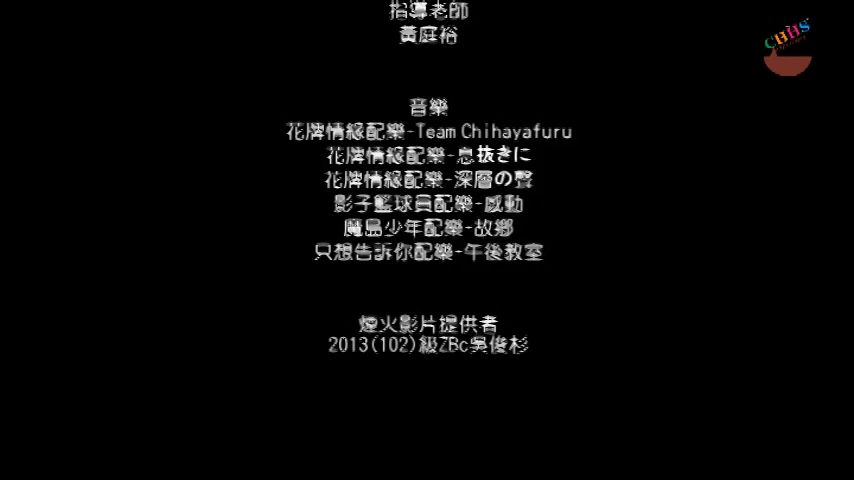 指導老師
黃庭裕
CHHS
音樂
花牌情緣配樂-Team Chihayafuru
花牌情緣配樂-息抜きに
花牌情緣配樂-深層の聲
影子籃球員配樂-感動
魔島少年配樂-故鄉
只想告訴你配樂-午後教室
煙火影片提供者
2013(102)級ZBc吳俊杉